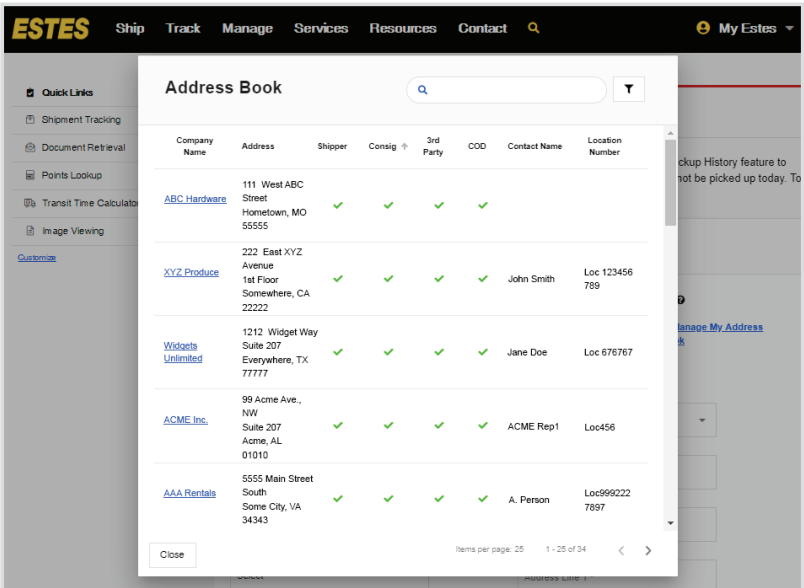 ESTES Ship Track Manage Services Resources Contact My Estes
Quick Links
Shipment Tracking
Document Retrieval
Points Lookup
Transit Time Calculator
Image Viewing
Customize
Address Book
Company Name Address Shipper Consig 3rd Party COD Contact Name Location Number
ABC Hardware
111 West ABC
Street
Hometown, MO
55555
XYZ Produce
222 East XYZ
Avenue
1st Floor
Somewhere, CA
22222
John Smith
Loc 123456
789
Widgets
Unlimited
1212 Widget Way
Suite 207
Everywhere, TX
77777
Jane Doe
Loc 676767
ACME Inc.
99 Acme Ave.,
NW
Suite 207
Acme, AL
01010
ACME Rep1
Loc456
AAA Rentals
5555 Main Street
South
Some City, VA
34343
A. Person
Loc999222
7897
Close
Items per page: 25 1 - 25 of 34
ckup History feature to
not be picked up today. To
Manage My Address
Select
Address Line 1